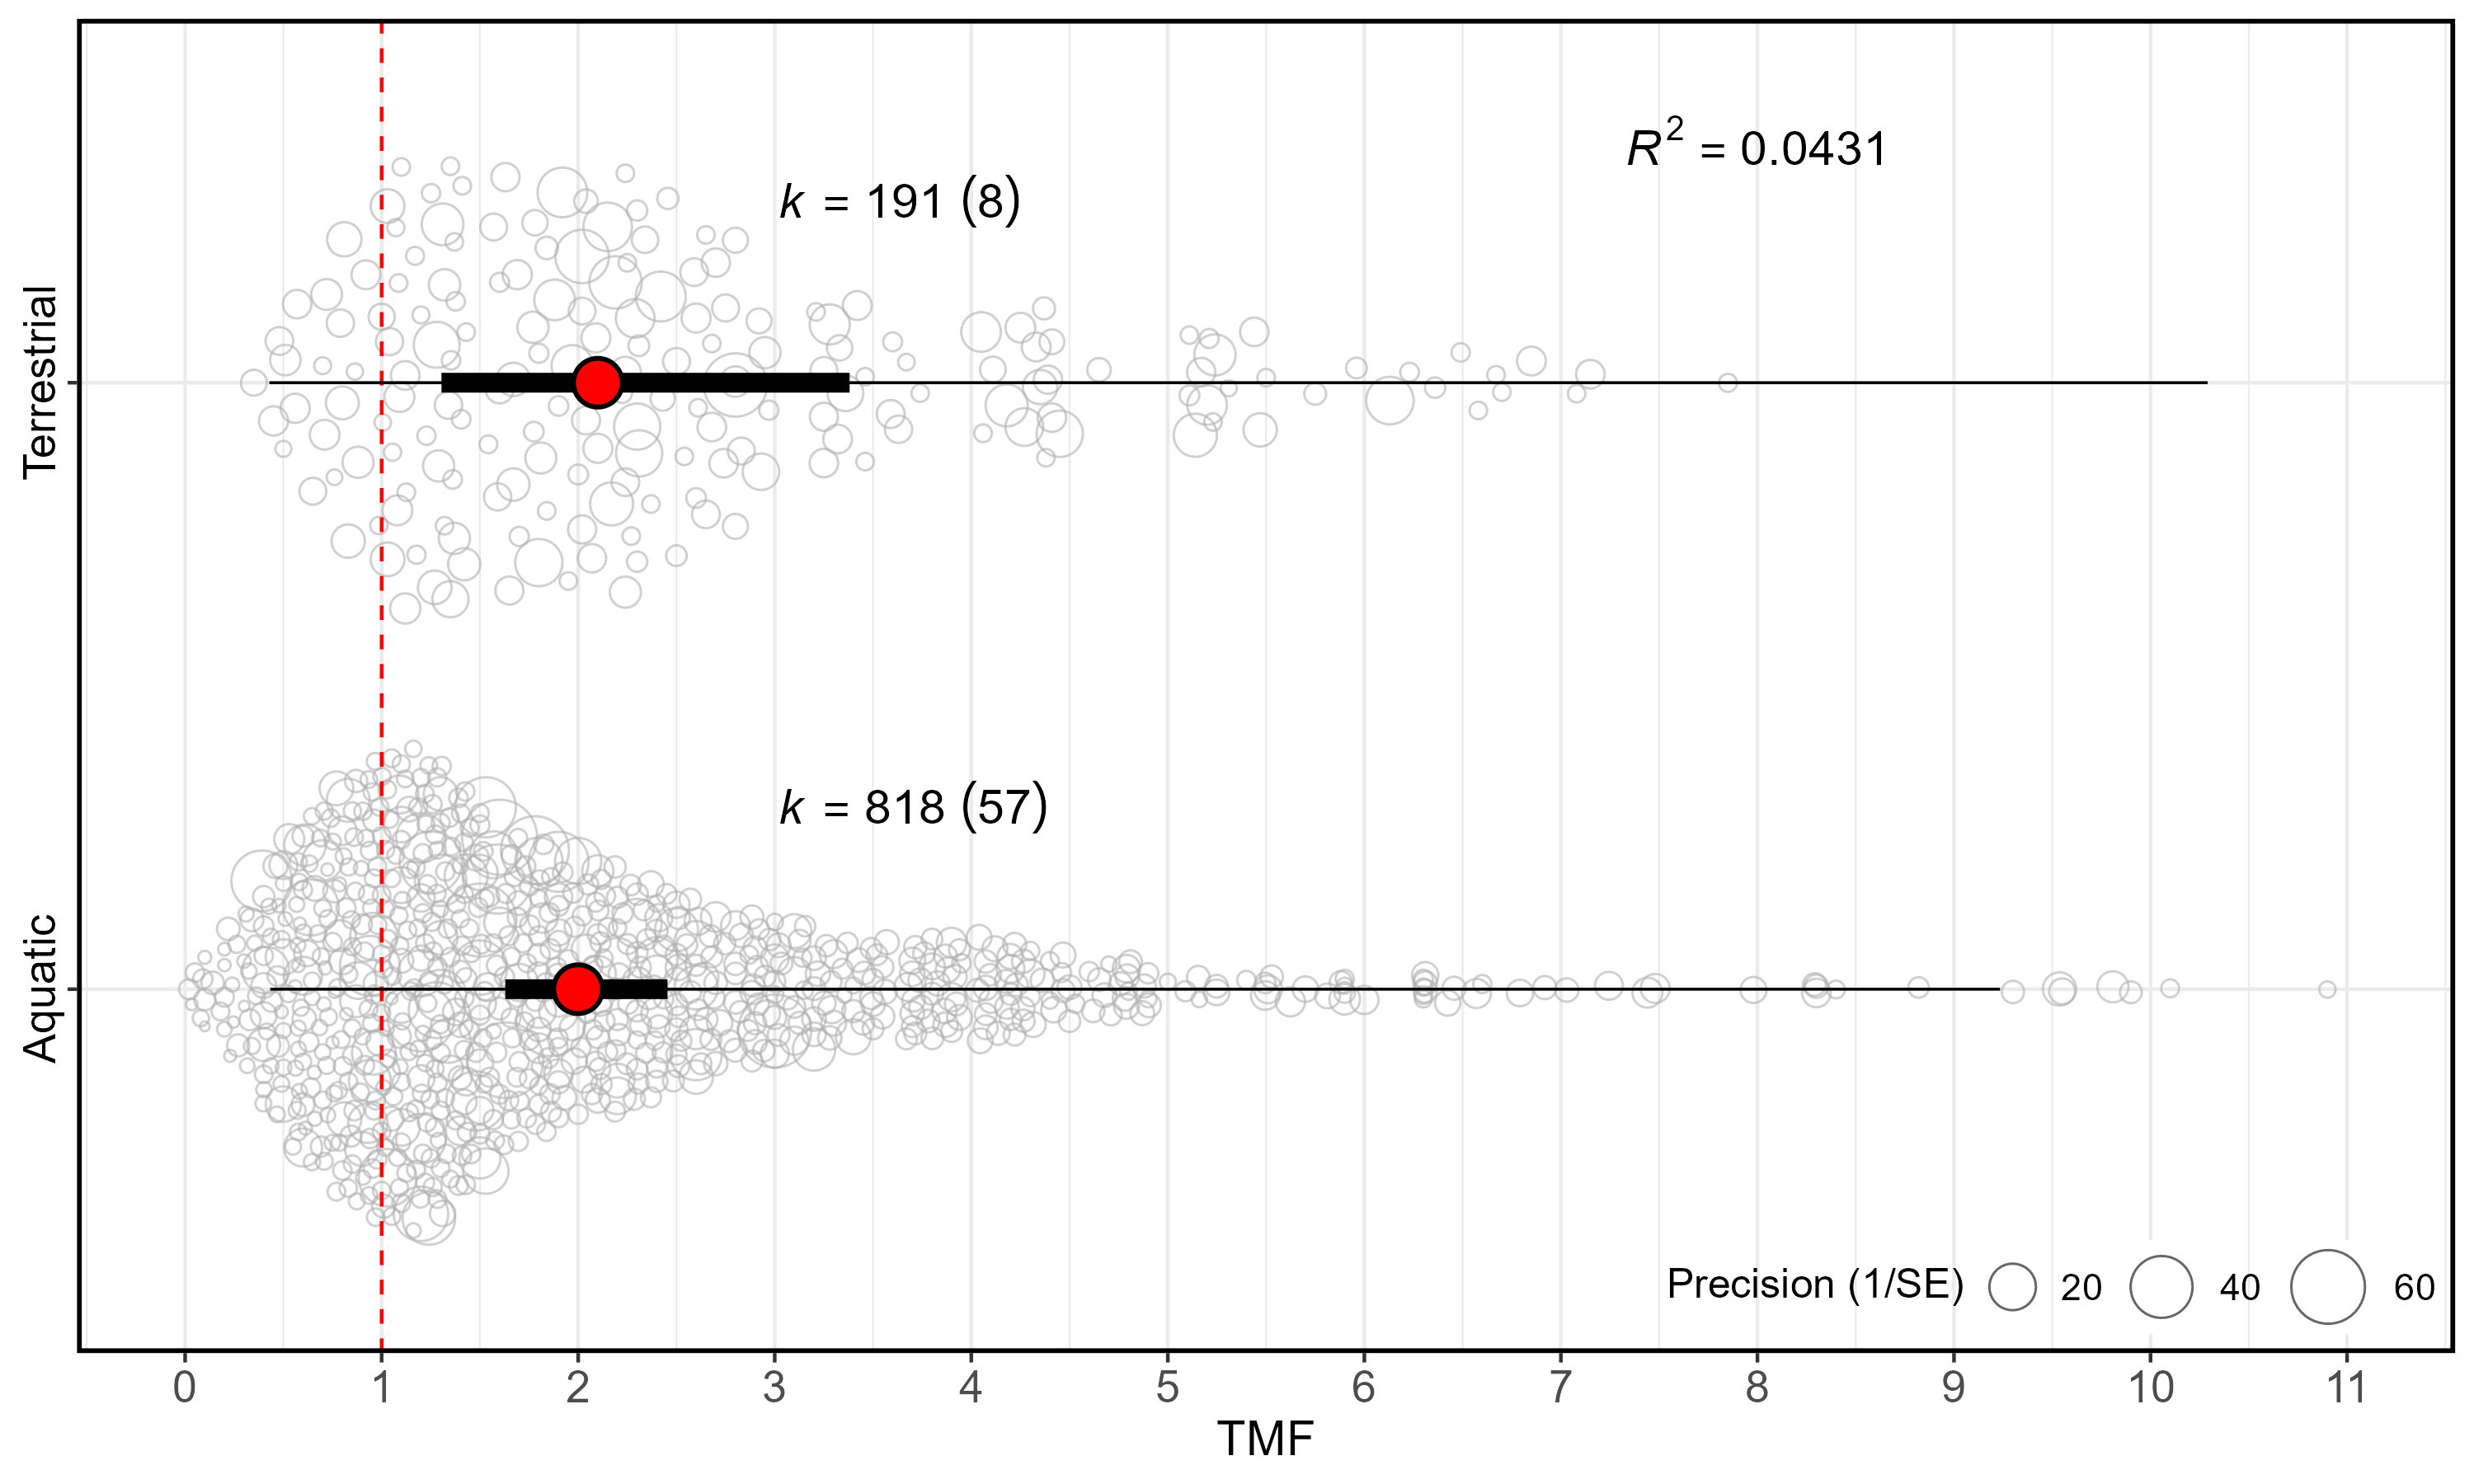 R² = 0.0431
k = 191 (8)
Terrestrial
k = 818 (57)
Aquatic
Precision (1/SE) 20 40 60
0 1 2 3 4 5 6 7 8 9 10 11
TMF